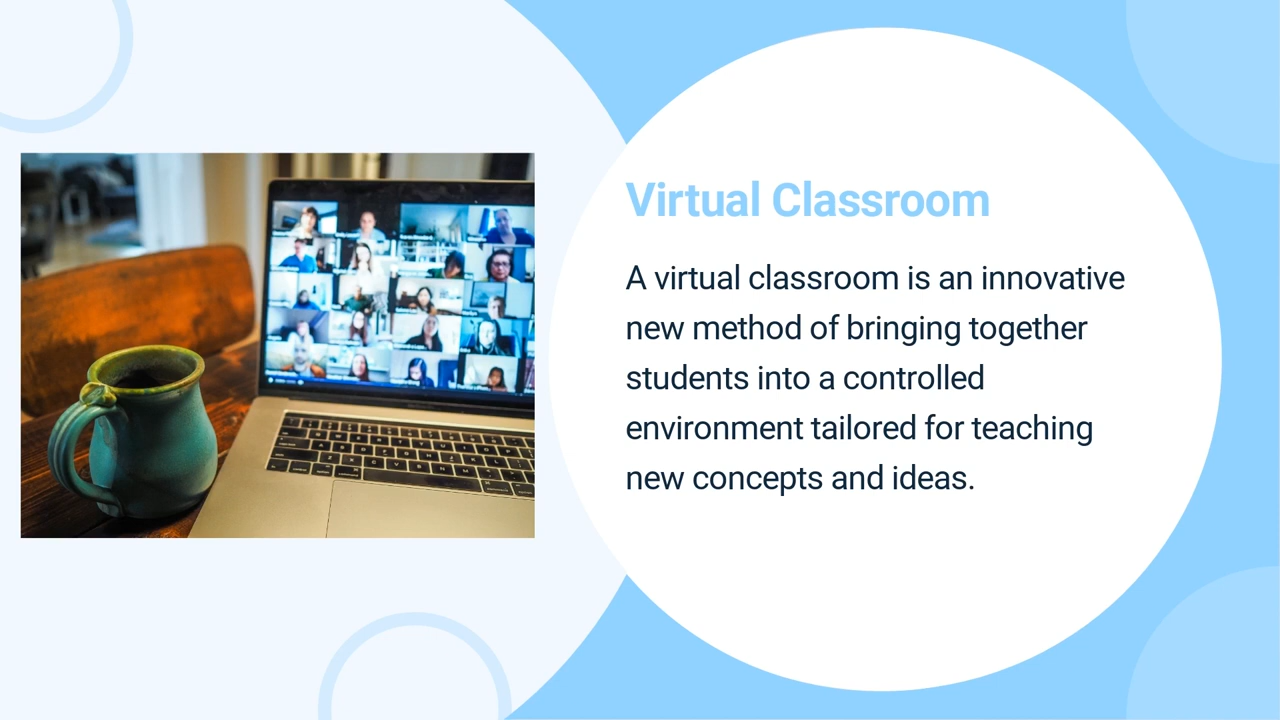 Virtual Classroom
A virtual classroom is an innovative
new method of bringing together
students into a controlled
environment tailored for teaching
new concepts and ideas.